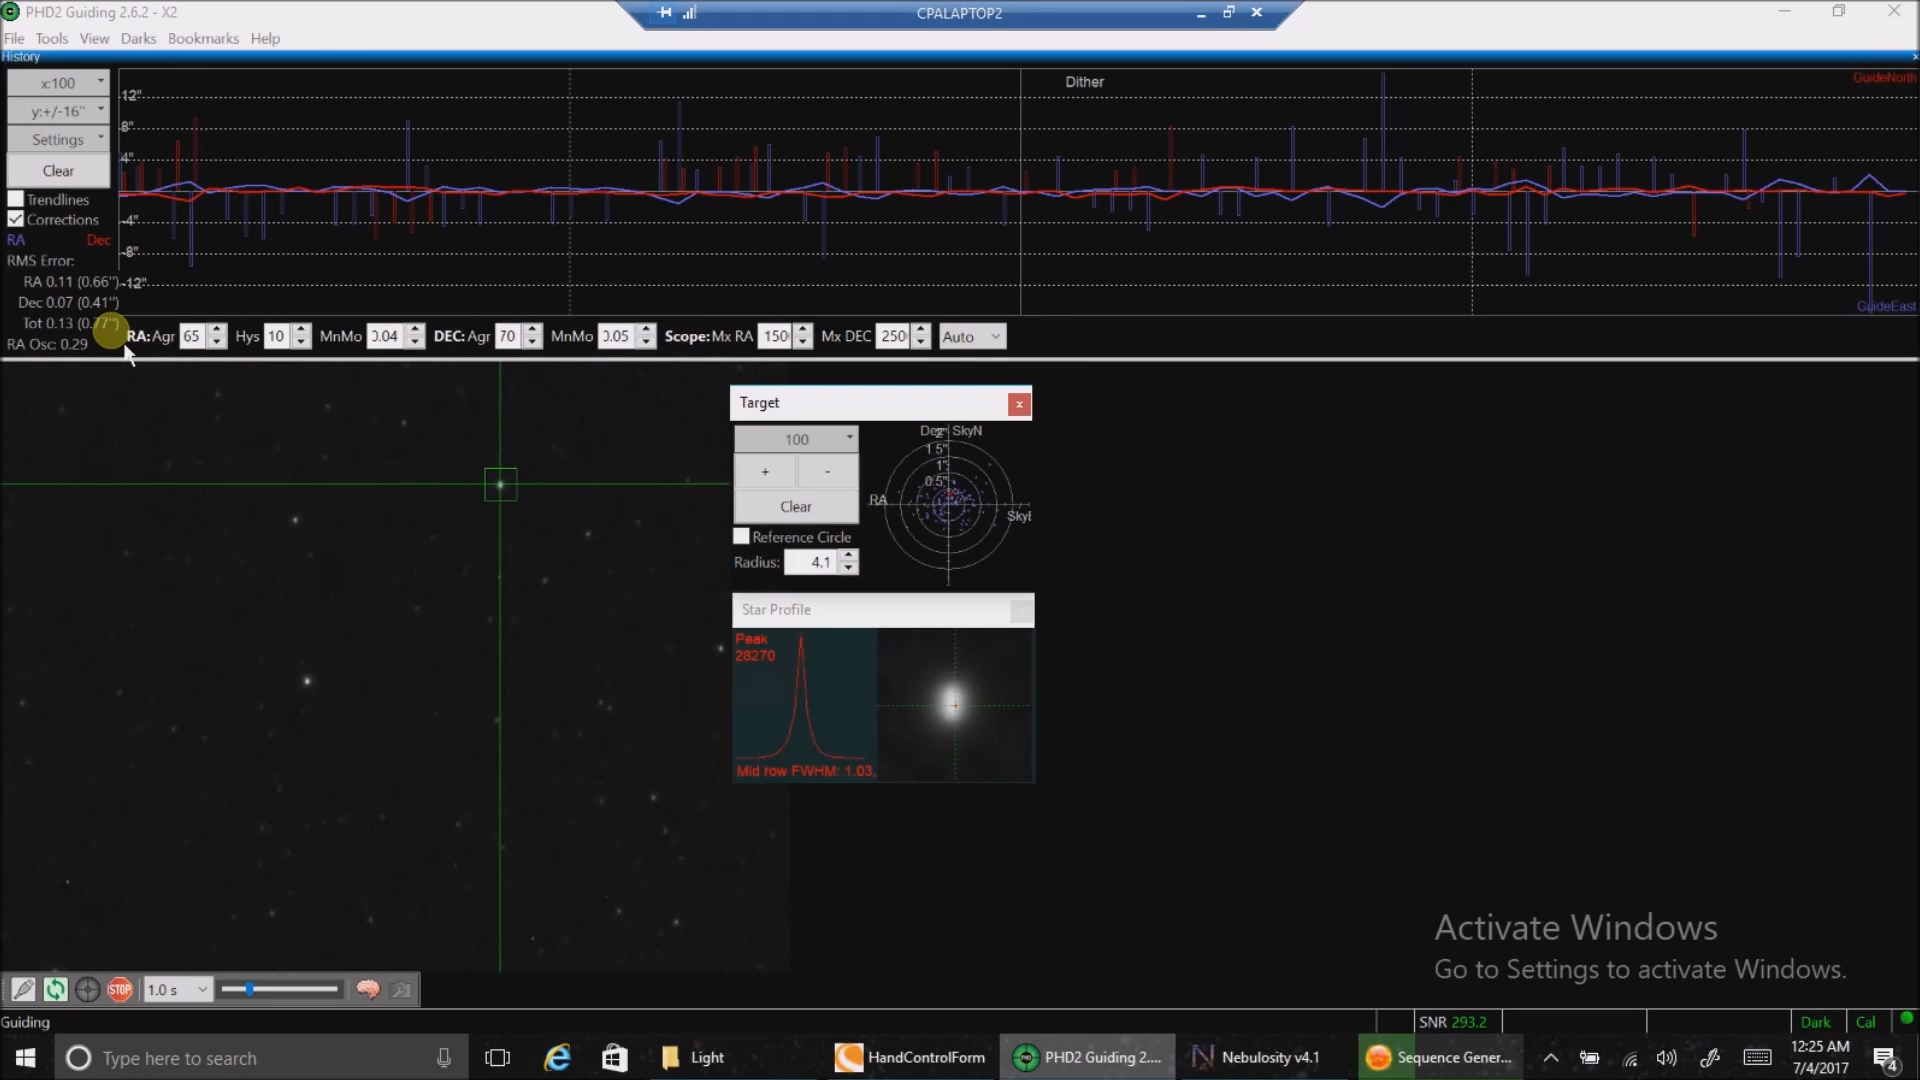 PHD2 Guiding 2.6.2 - X2
CPALAPTOP2
File Tools View Darks Bookmarks Help
History
x:100
y:+/-16"
Settings
Clear
Trendlines
Corrections
RA Dec
RMS Error:
RA 0.11 (0.66")
Dec 0.07 (0.41")
Tot 0.13 (0.77")
RA Osc: 0.29
12"
8"
4"
-4"
-8"
-12"
Dither
GuideNorth
GuideEast
RA: Agr 65 Hys 10 MnMo 0.04 DEC: Agr 70 MnMo 0.05 Scope: Mx RA 150 Mx DEC 250 Auto
Target
x
100
+ -
Clear
Reference Circle
Radius: 4.1
SkyN
2"
1.5"
1"
0.5"
RA
Star Profile
Peak
28270
Mid row FWHM: 1.03,
Activate Windows
Go to Settings to activate Windows.
STOP
1.0 s
Guiding
SNR 293.2
Dark Cal
Type here to search
Light
HandControlForm
PHD2 Guiding 2....
Nebulosity v4.1
Sequence Gener...
12:25 AM
7/4/2017
4